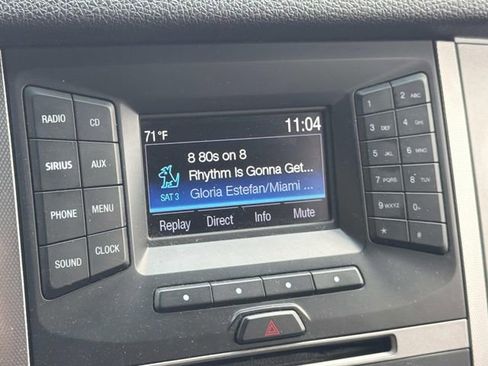 71°F 11:04
8 80s on 8
Rhythm Is Gonna Get...
SAT 3 Gloria Estefan/Miami ...
Replay Direct Info Mute
RADIO CD
SIRIUS AUX
PHONE MENU
SOUND CLOCK
1 2 ABC
3 DEF 4 GHI
5 JKL 6 MNO
7 PQRS 8 TUV
9 WXYZ 0
* #